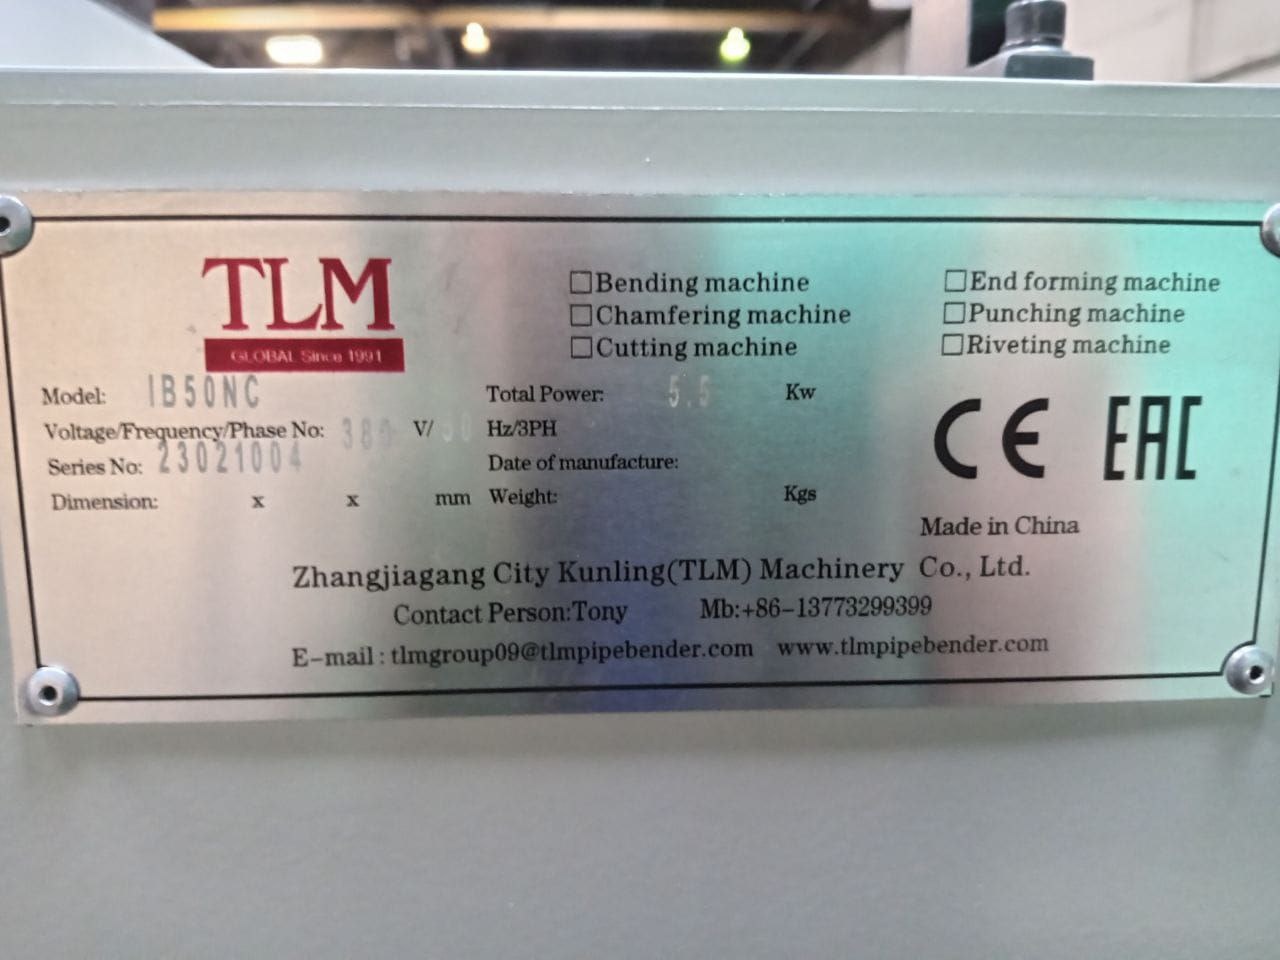 TLM
GLOBAL Since 1991
□Bending machine
□Chamfering machine
□Cutting machine
□End forming machine
□Punching machine
□Riveting machine
Model: IB50NC
Total Power: 5.5 Kw
Voltage/Frequency/Phase No: 380 V/ 50 Hz/3PH
Series No: 23021004
Date of manufacture:
Dimension: x x mm
Weight: Kgs
CE EAC
Made in China
Zhangjiagang City Kunling(TLM) Machinery Co., Ltd.
Contact Person:Tony Mb:+86-13773299399
E-mail : tlmgroup09@tlmpipebender.com www.tlmpipebender.com